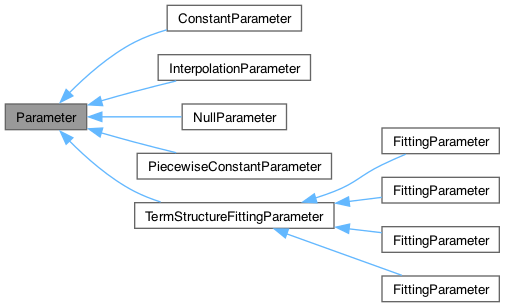 ConstantParameter
InterpolationParameter
Parameter
NullParameter
PiecewiseConstantParameter
TermStructureFittingParameter
FittingParameter
FittingParameter
FittingParameter
FittingParameter